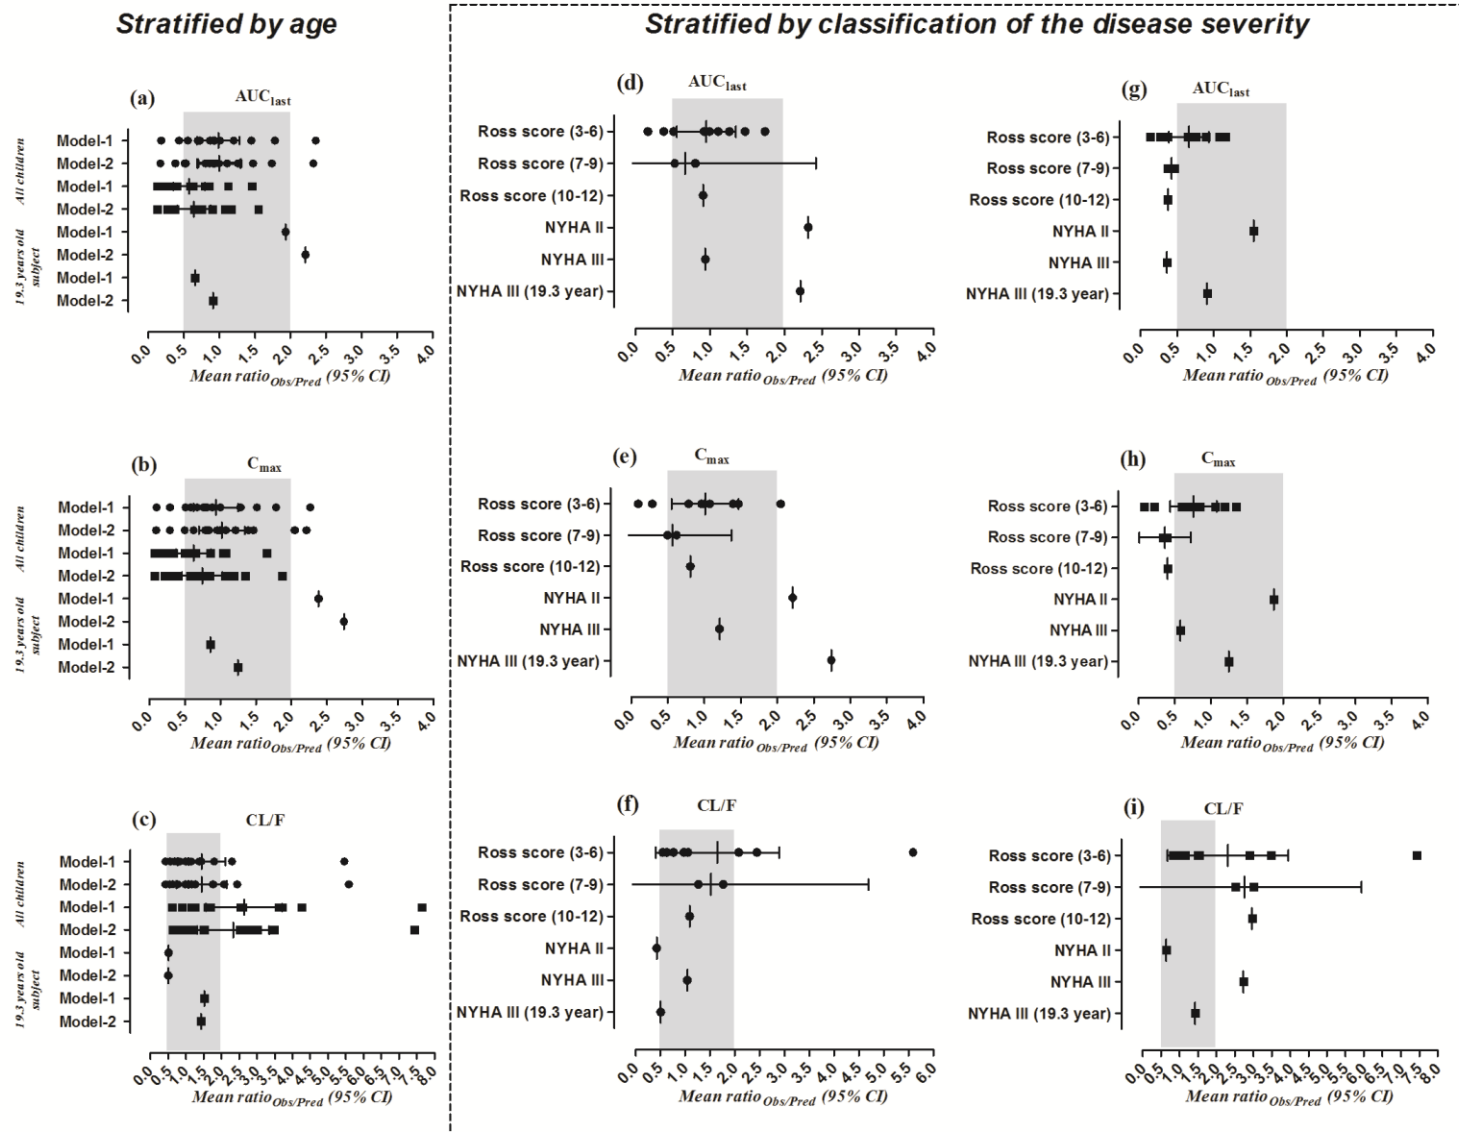 Stratified by age
Stratified by classification of the disease severity
(a)
AUClast
All children
19.3 years old subject
Model-1
Model-2
Model-1
Model-2
Model-1
Model-2
Model-1
Model-2
0.0 0.5 1.0 1.5 2.0 2.5 3.0 3.5 4.0
Mean ratioObs/Pred (95% CI)
(b)
Cmax
All children
19.3 years old subject
Model-1
Model-2
Model-1
Model-2
Model-1
Model-2
Model-1
Model-2
0.0 0.5 1.0 1.5 2.0 2.5 3.0 3.5 4.0
Mean ratioObs/Pred (95% CI)
(c)
CL/F
All children
19.3 years old subject
Model-1
Model-2
Model-1
Model-2
Model-1
Model-2
Model-1
Model-2
0.0 0.5 1.0 1.5 2.0 2.5 3.0 3.5 4.0 4.5 5.0 5.5 6.0 6.5 7.0 7.5 8.0
Mean ratioObs/Pred (95% CI)
(d)
AUClast
Ross score (3-6)
Ross score (7-9)
Ross score (10-12)
NYHA II
NYHA III
NYHA III (19.3 year)
0.0 0.5 1.0 1.5 2.0 2.5 3.0 3.5 4.0
Mean ratioObs/Pred (95% CI)
(e)
Cmax
Ross score (3-6)
Ross score (7-9)
Ross score (10-12)
NYHA II
NYHA III
NYHA III (19.3 year)
0.0 0.5 1.0 1.5 2.0 2.5 3.0 3.5 4.0
Mean ratioObs/Pred (95% CI)
(f)
CL/F
Ross score (3-6)
Ross score (7-9)
Ross score (10-12)
NYHA II
NYHA III
NYHA III (19.3 year)
0.0 0.5 1.0 1.5 2.0 2.5 3.0 3.5 4.0 4.5 5.0 5.5 6.0
Mean ratioObs/Pred (95% CI)
(g)
AUClast
Ross score (3-6)
Ross score (7-9)
Ross score (10-12)
NYHA II
NYHA III
NYHA III (19.3 year)
0.0 0.5 1.0 1.5 2.0 2.5 3.0 3.5 4.0
Mean ratioObs/Pred (95% CI)
(h)
Cmax
Ross score (3-6)
Ross score (7-9)
Ross score (10-12)
NYHA II
NYHA III
NYHA III (19.3 year)
0.0 0.5 1.0 1.5 2.0 2.5 3.0 3.5 4.0
Mean ratioObs/Pred (95% CI)
(i)
CL/F
Ross score (3-6)
Ross score (7-9)
Ross score (10-12)
NYHA II
NYHA III
NYHA III (19.3 year)
0.0 0.5 1.0 1.5 2.0 2.5 3.0 3.5 4.0 4.5 5.0 5.5 6.0 6.5 7.0 7.5 8.0
Mean ratioObs/Pred (95% CI)